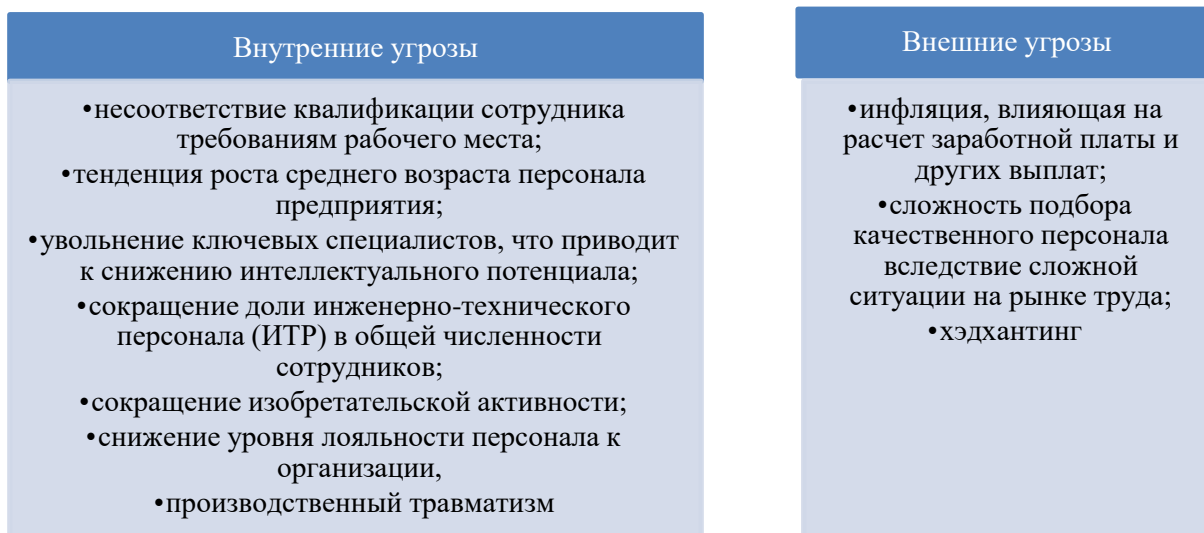 Внутренние угрозы
•несоответствие квалификации сотрудника
требованиям рабочего места;
•тенденция роста среднего возраста персонала
предприятия;
•увольнение ключевых специалистов, что приводит
к снижению интеллектуального потенциала;
•сокращение доли инженерно-технического
персонала (ИТР) в общей численности
сотрудников;
•сокращение изобретательской активности;
•снижение уровня лояльности персонала к
организации,
•производственный травматизм
Внешние угрозы
•инфляция, влияющая на
расчет заработной платы и
других выплат;
•сложность подбора
качественного персонала
вследствие сложной
ситуации на рынке труда;
•хэдхантинг